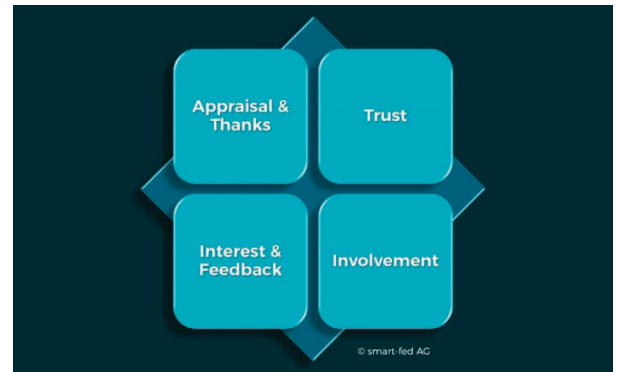 Appraisal &
Thanks
Trust
Interest &
Feedback
Involvement
© smart-fed AG